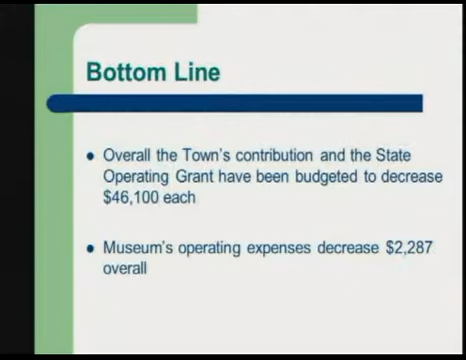 Bottom Line
● Overall the Town's contribution and the State
Operating Grant have been budgeted to decrease
$46,100 each
● Museum's operating expenses decrease $2,287
overall